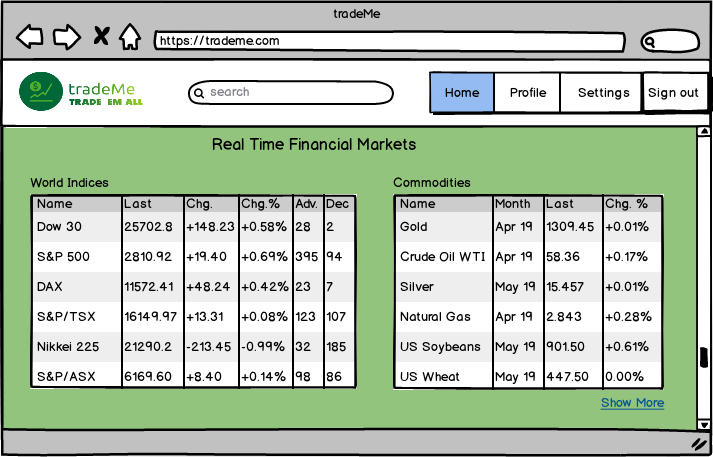 tradeMe
https://trademe.com
tradeMe
TRADE EM ALL
search
Home
Profile
Settings
Sign out
Real Time Financial Markets
World Indices
Name Last Chg. Chg.% Adv. Dec
Dow 30 25702.8 +148.23 +0.58% 28 2
S&P 500 2810.92 +19.40 +0.69% 395 94
DAX 11572.41 +48.24 +0.42% 23 7
S&P/TSX 16149.97 +13.31 +0.08% 123 107
Nikkei 225 21290.2 -213.45 -0.99% 32 185
S&P/ASX 6169.60 +8.40 +0.14% 98 86
Commodities
Name Month Last Chg. %
Gold Apr 19 1309.45 +0.01%
Crude Oil WTI Apr 19 58.36 +0.17%
Silver May 19 15.457 +0.01%
Natural Gas Apr 19 2.843 +0.28%
US Soybeans May 19 901.50 +0.61%
US Wheat May 19 447.50 0.00%
Show More